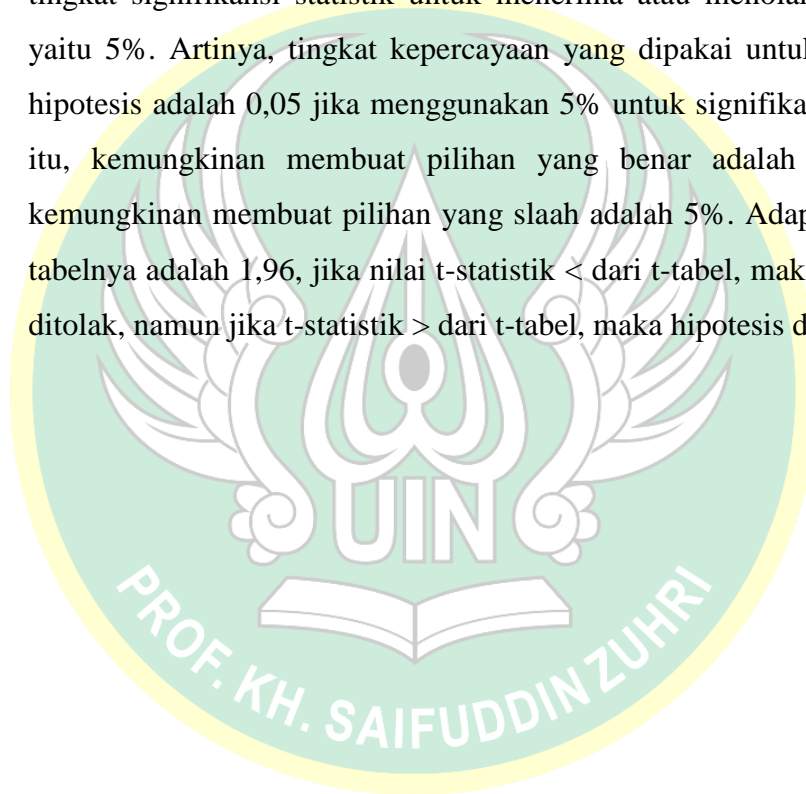 tingkat signifikansi statistik untuk menerima atau menolak
yaitu 5%. Artinya, tingkat kepercayaan yang dipakai untuk
hipotesis adalah 0,05 jika menggunakan 5% untuk
itu, kemungkinan membuat pilihan yang benar adalah
kemungkinan membuat pilihan yang slaah adalah 5%.
tabelnya adalah 1,96, jika nilai t-statistik < dari t-tabel,
ditolak, namun jika t-statistik > dari t-tabel, maka hipotesis
UIN
PROF. KH. SAIFUDDIN ZUHRI